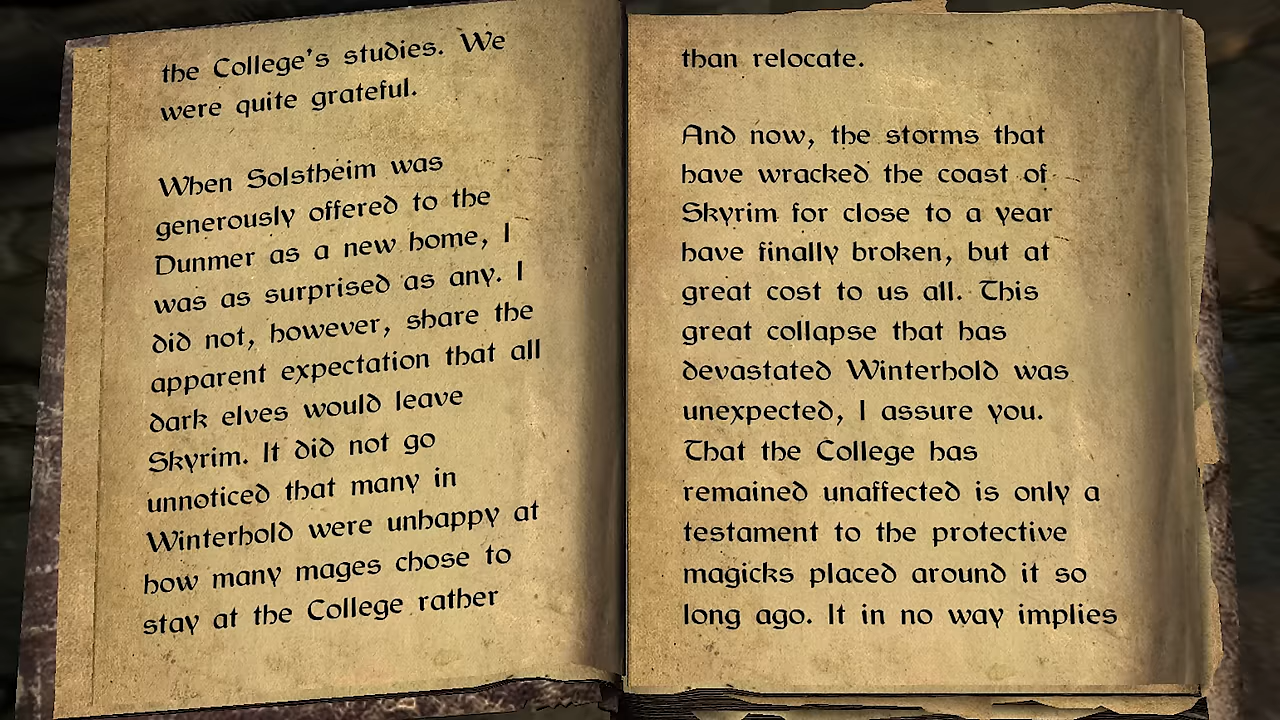 the College's studies. We
were quite grateful.
When Solstheim was
generously offered to the
Dunmer as a new home, I
was as surprised as any. I
did not, however, share the
apparent expectation that all
dark elves would leave
Skyrim. It did not go
unnoticed that many in
Winterhold were unhappy at
how many mages chose to
stay at the College rather
than relocate.
And now, the storms that
have wracked the coast of
Skyrim for close to a year
have finally broken, but at
great cost to us all. This
great collapse that has
devastated Winterhold was
unexpected, I assure you.
That the College has
remained unaffected is only a
testament to the protective
magicks placed around it so
long ago. It in no way implies